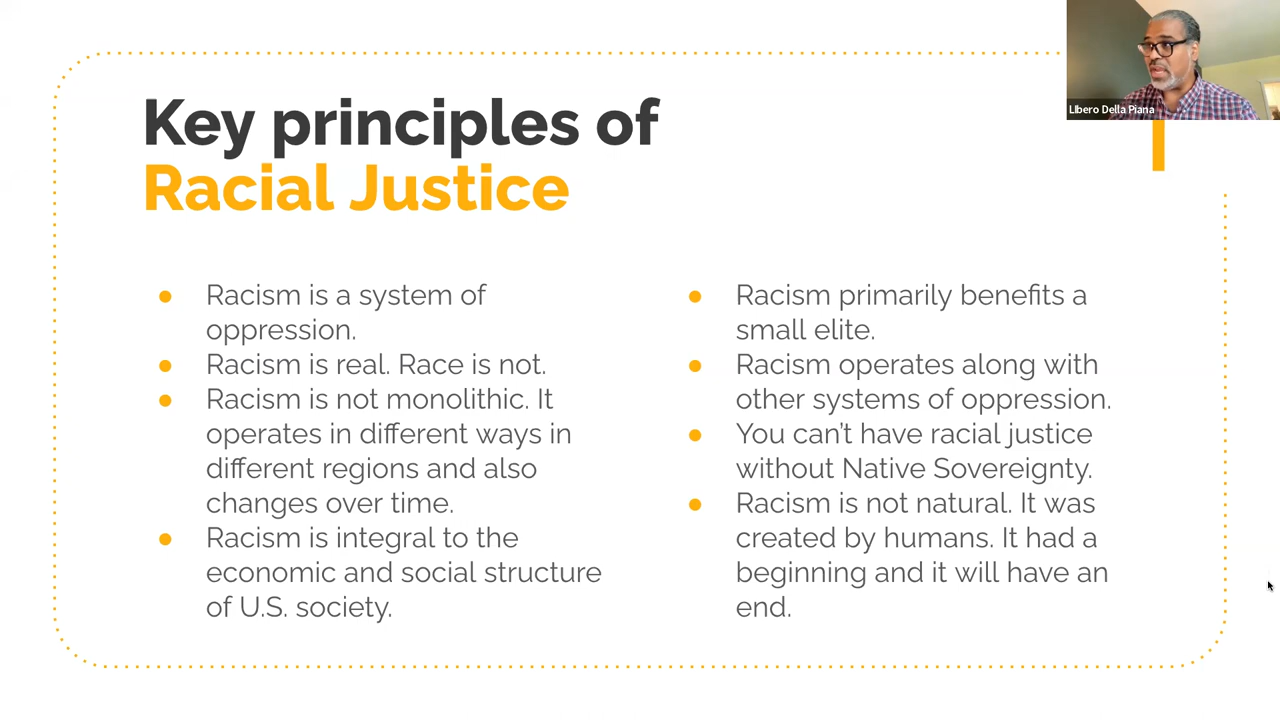 Key principles of
Racial Justice
Libero Della Piana
Racism is a system of
oppression.
Racism is real. Race is not.
Racism is not monolithic. It
operates in different ways in
different regions and also
changes over time.
Racism is integral to the
economic and social structure
of U.S. society.
Racism primarily benefits a
small elite.
Racism operates along with
other systems of oppression.
You can’t have racial justice
without Native Sovereignty.
Racism is not natural. It was
created by humans. It had a
beginning and it will have an
end.